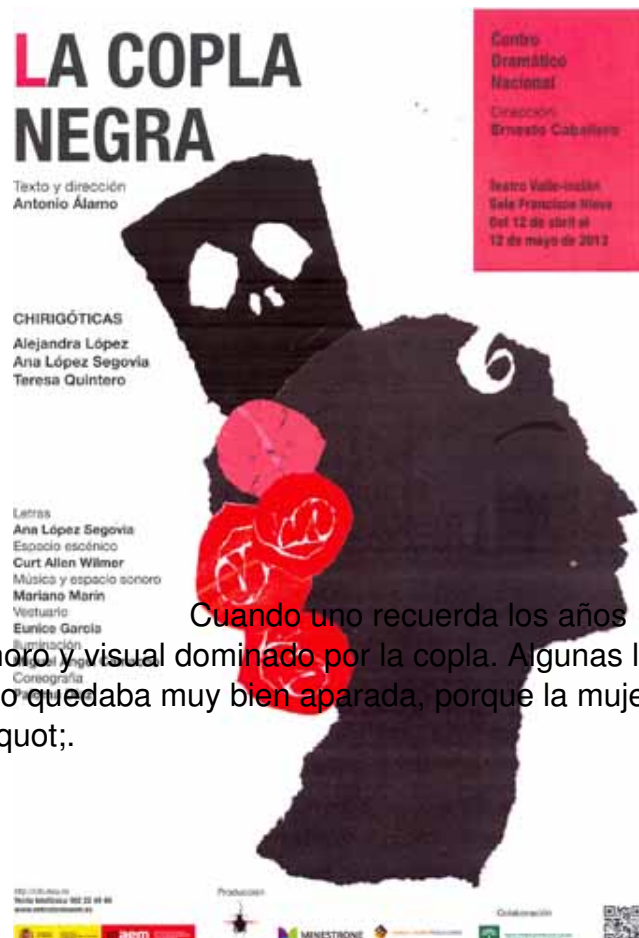 LA COPLA
NEGRA
Texto y dirección
Antonio Álamo
Centro
Dramático
Nacional
Dirección
Ernesto Caballero
Teatro Valle-Inclán
Sala Francisco Nieva
Del 12 de abril al
12 de mayo de 2013
CHIRIGÓTICAS
Alejandra López
Ana López Segovia
Teresa Quintero
Letras
Ana López Segovia
Espacio escénico
Curt Allen Wilmer
Música y espacio sonoro
Mariano Marín
Vestuario
Eunice García
Iluminación
Coreografía
Cuando uno recuerda los años
noro y visual dominado por la copla. Algunas l
o quedaba muy bien aparada, porque la muje
quot;.
Producción
Colaboración
aem
MINESTRONE